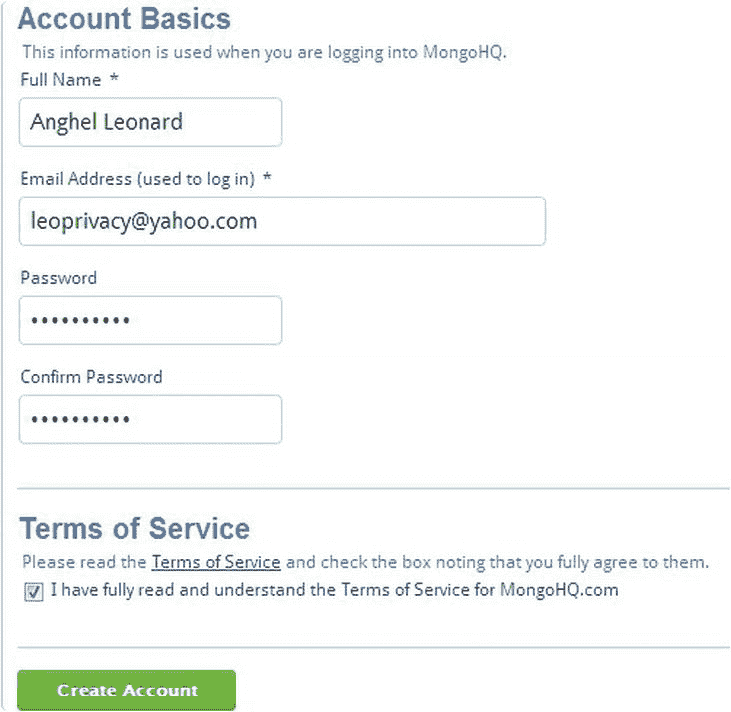 Account Basics
This information is used when you are logging into MongoHQ.
Full Name *
Anghel Leonard
Email Address (used to log in) *
leoprivacy@yahoo.com
Password
••••••••••
Confirm Password
••••••••••
Terms of Service
Please read the Terms of Service and check the box noting that you fully agree to them.
I have fully read and understand the Terms of Service for MongoHQ.com
Create Account